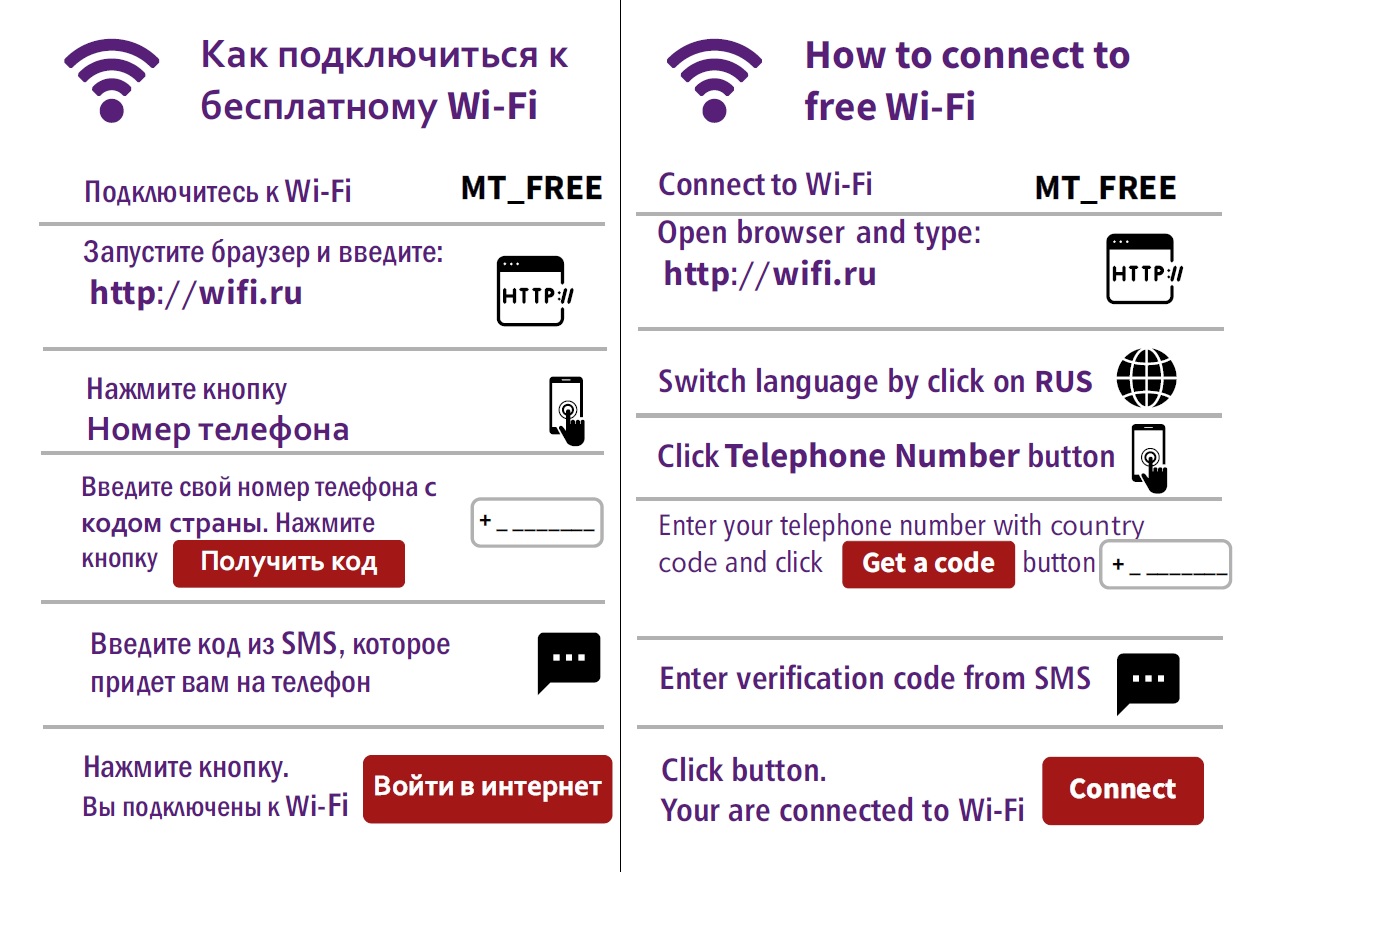 Как подключиться к
бесплатному Wi-Fi
Подключитесь к Wi-Fi MT_FREE
Запустите браузер и введите:
http://wifi.ru
HTTP://
Нажмите кнопку
Номер телефона
Введите свой номер телефона с
кодом страны. Нажмите
+ _ _______
кнопку Получить код
Введите код из SMS, которое
придет вам на телефон
Нажмите кнопку.
Вы подключены к Wi-Fi
Войти в интернет
How to connect to
free Wi-Fi
Connect to Wi-Fi MT_FREE
Open browser and type:
http://wifi.ru
HTTP://
Switch language by click on RUS
Click Telephone Number button
Enter your telephone number with country
code and click Get a code button + _ _______
Enter verification code from SMS
Click button.
Your are connected to Wi-Fi
Connect